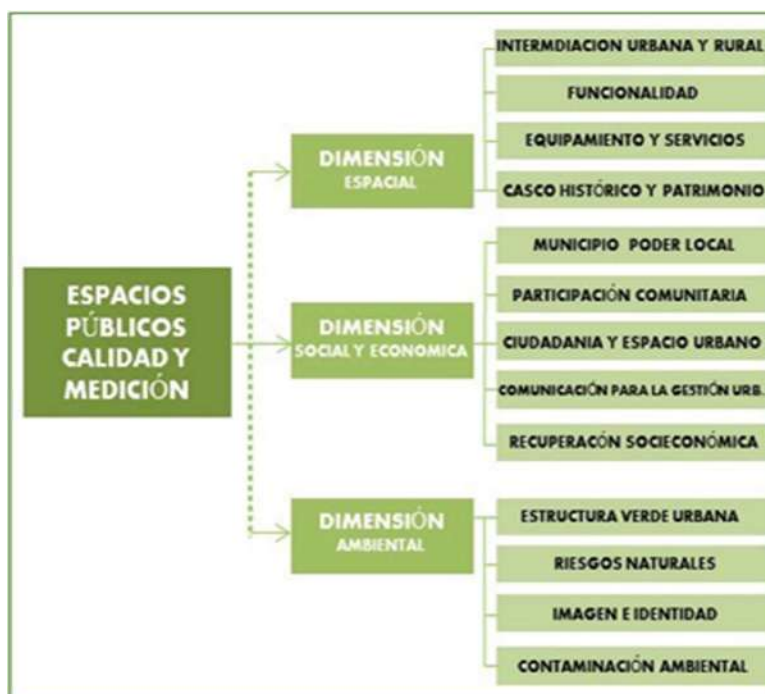 ESPACIOS
PÚBLICOS
CALIDAD Y
MEDICIÓN
DIMENSIÓN
ESPACIAL
INTERMDIACION URBANA Y RURAL
FUNCIONALIDAD
EQUIPAMIENTO Y SERVICIOS
CASCO HISTÓRICO Y PATRIMONIO
DIMENSIÓN
SOCIAL Y ECONOMICA
MUNICIPIO PODER LOCAL
PARTICIPACIÓN COMUNITARIA
CIUDADANIA Y ESPACIO URBANO
COMUNICACIÓN PARA LA GESTIÓN URB.
RECUPERACÓN SOCIECONÓMICA
DIMENSIÓN
AMBIENTAL
ESTRUCTURA VERDE URBANA
RIESGOS NATURALES
IMAGEN E IDENTIDAD
CONTAMINACIÓN AMBIENTAL